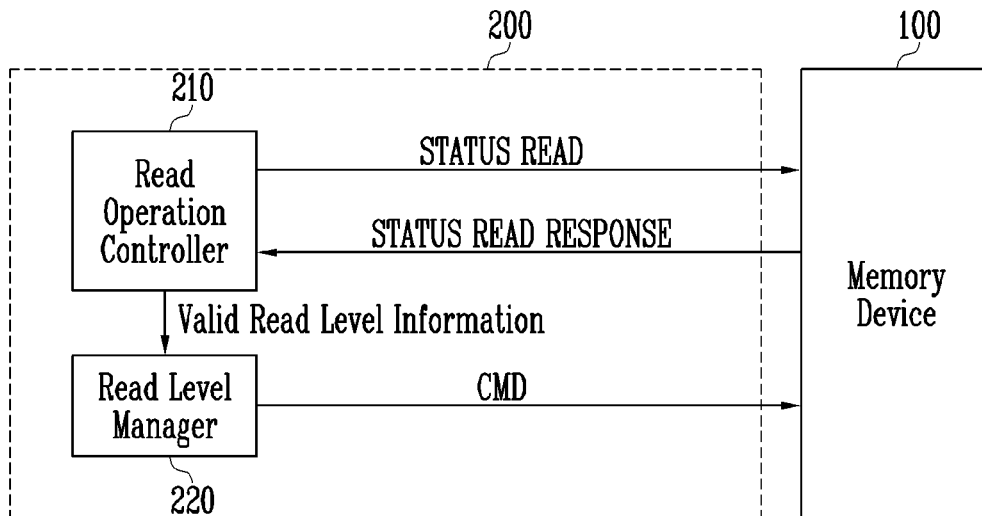 200
100
210
STATUS READ
Read
Operation
Controller
STATUS READ RESPONSE
Memory
Device
Valid Read Level Information
Read Level
Manager
CMD
220